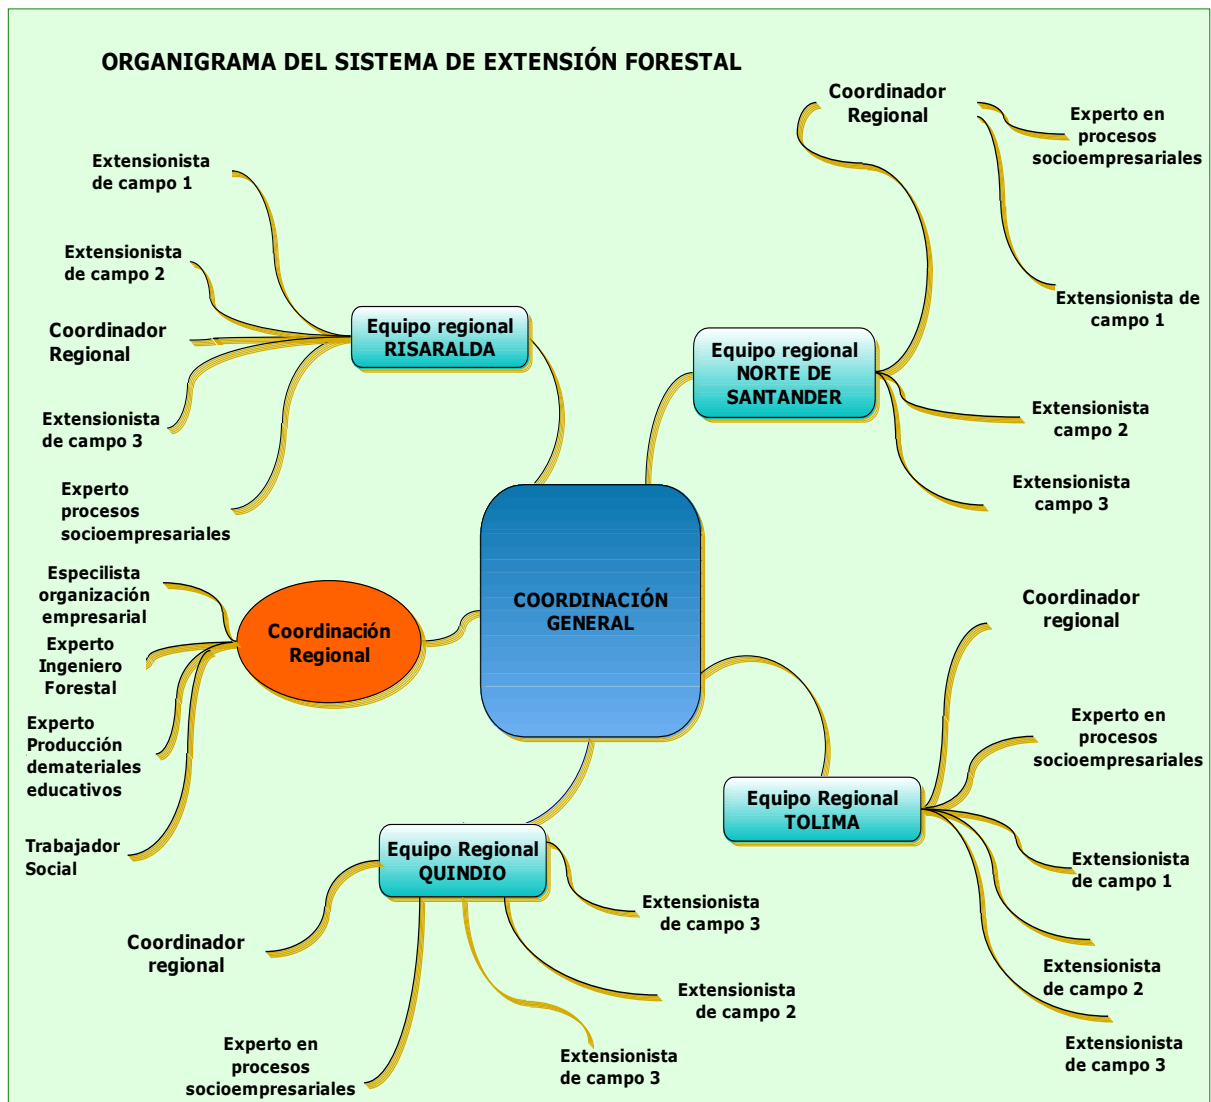 ORGANIGRAMA DEL SISTEMA DE EXTENSIÓN FORESTAL
Coordinador
Regional
Experto en
procesos
socioempresariales
Extensionista
de campo 1
Extensionista
de campo 2
Coordinador
Regional
Extensionista
de campo 3
Experto
procesos
socioempresariales
Equipo regional
RISARALDA
Equipo regional
NORTE DE
SANTANDER
Extensionista de
campo 1
Extensionista
campo 2
Extensionista
campo 3
Especilista
organización
empresarial
Experto
Ingeniero
Forestal
Experto
Producción
demateriales
educativos
Trabajador
Social
Coordinación
Regional
COORDINACIÓN
GENERAL
Coordinador
regional
Experto en
procesos
socioempresariales
Equipo Regional
TOLIMA
Extensionista
de campo 1
Extensionista
de campo 2
Extensionista
de campo 3
Equipo Regional
QUINDIO
Extensionista
de campo 3
Coordinador
regional
Extensionista
de campo 2
Experto en
procesos
socioempresariales
Extensionista
de campo 3